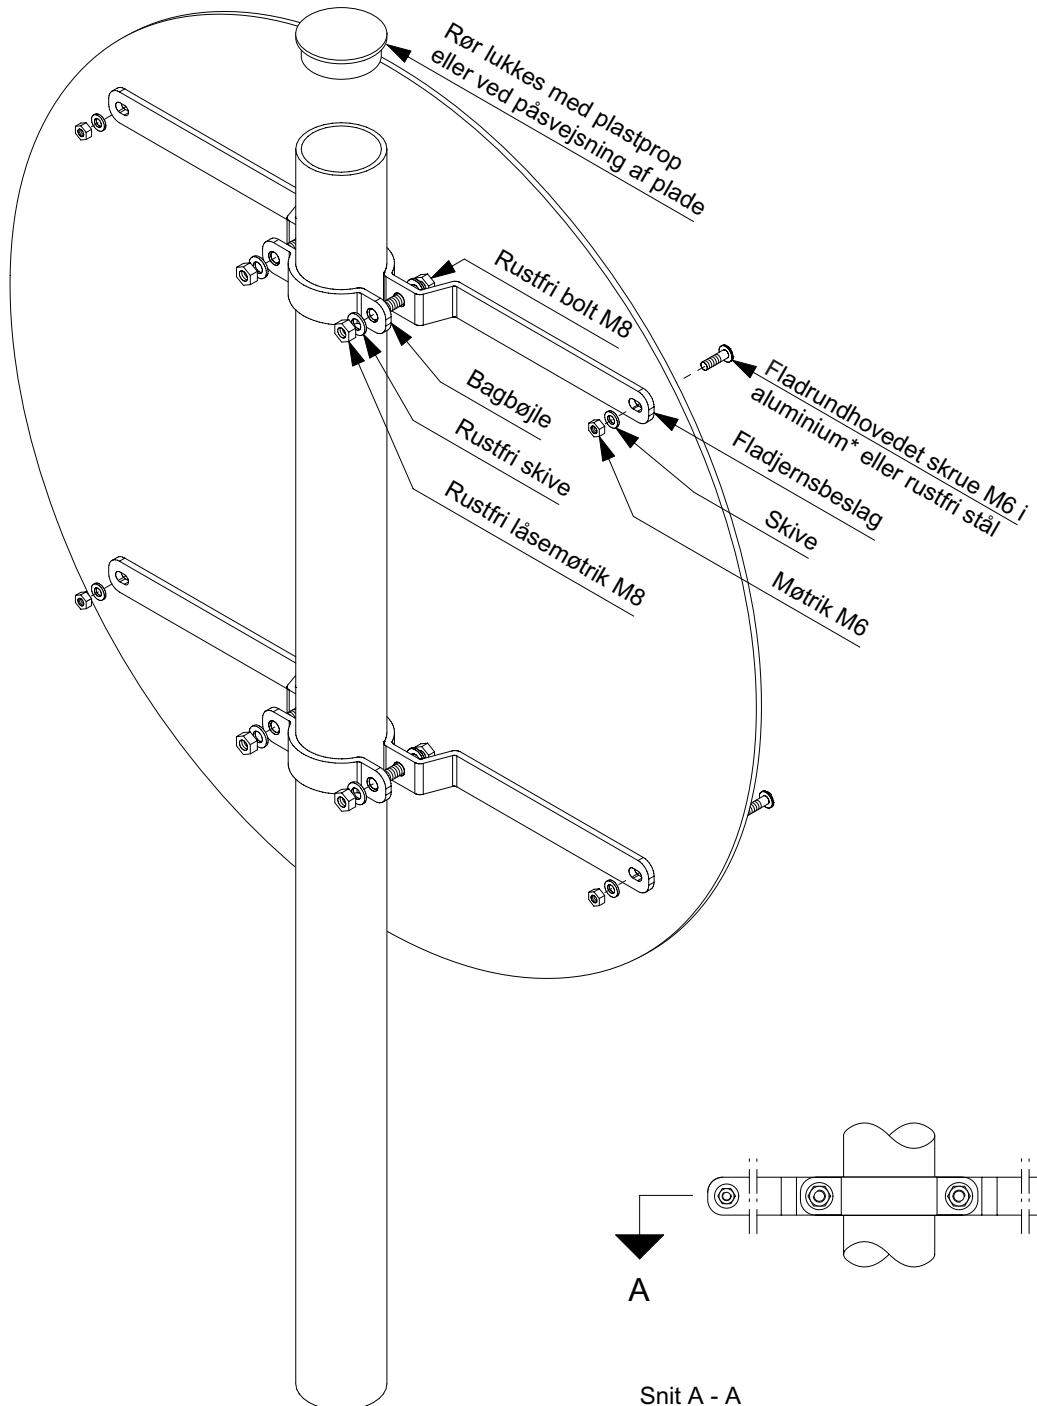 Rør lukkes med plastprop
eller ved påsvejsning af plade
Rustfri bolt M8
Fladrundhovedet skrue M6 i
aluminium* eller rustfri stål
Bagbøjle
Fladjernsbeslag
Rustfri skive
Skive
Rustfri låsemøtrik M8
Møtrik M6
A
Snit A - A